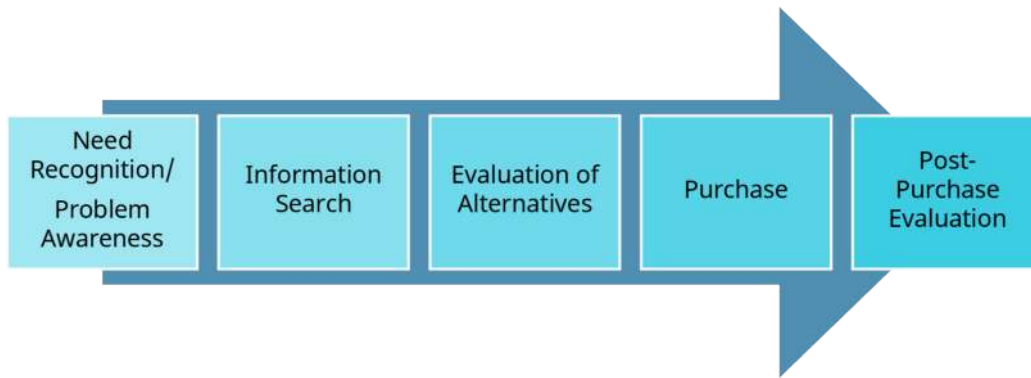 Need
Recognition/
Problem
Awareness
Information
Search
Evaluation of
Alternatives
Purchase
Post-
Purchase
Evaluation